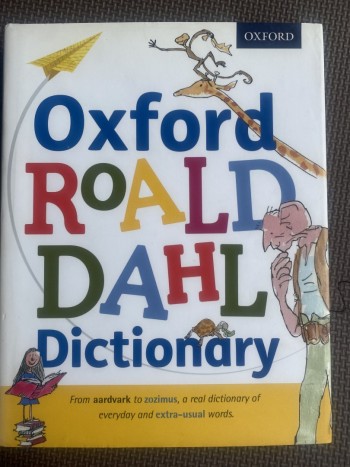 OXFORD
Oxford
ROALD
DAHL
Dictionary
From aardvark to zozimus, a real dictionary of
everyday and extra-usual words.